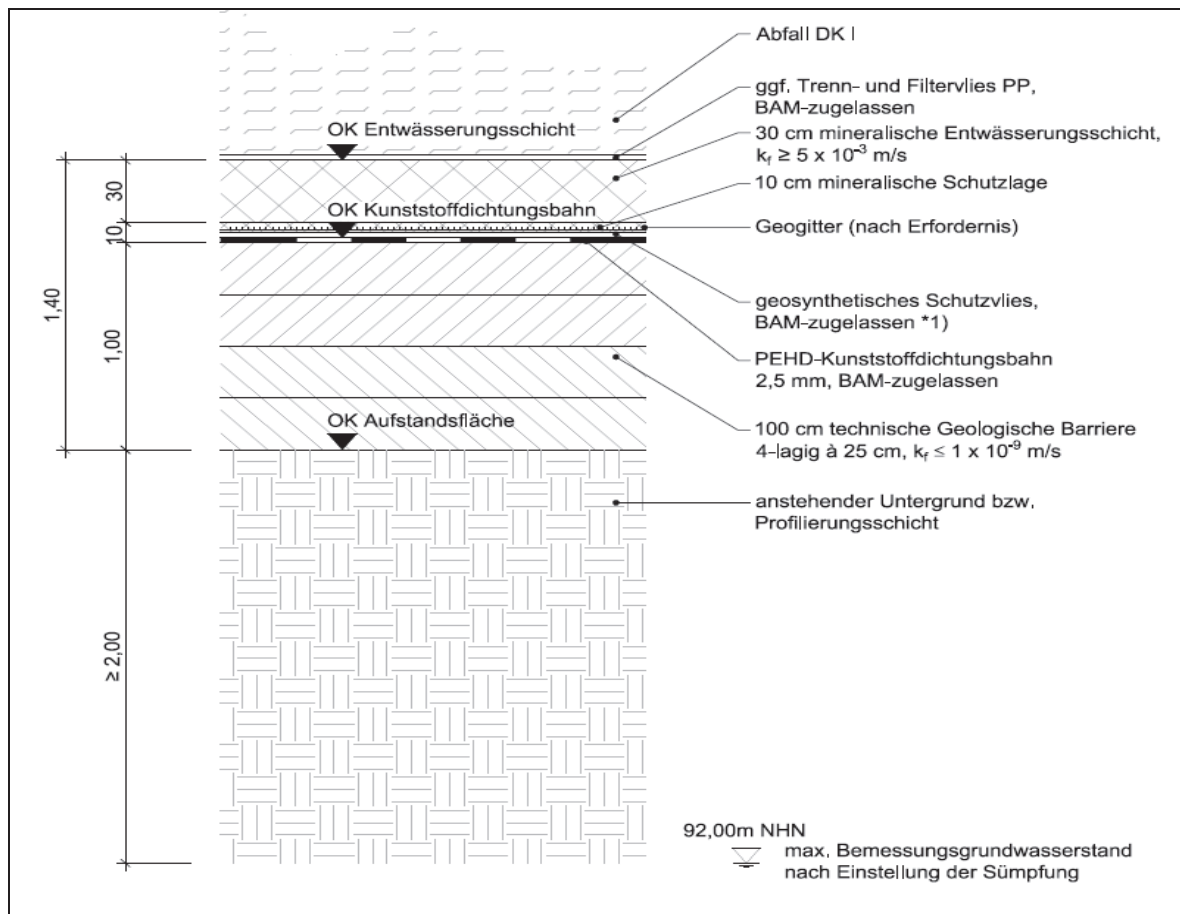 Abfall DK I
ggf. Trenn- und Filtervlies PP,
BAM-zugelassen
OK Entwässerungsschicht
30 cm mineralische Entwässerungsschicht,
kf ≥ 5 x 10⁻³ m/s
10 cm mineralische Schutzlage
OK Kunststoffdichtungsbahn
Geogitter (nach Erfordernis)
geosynthetisches Schutzvlies,
BAM-zugelassen *1)
PEHD-Kunststoffdichtungsbahn
2,5 mm, BAM-zugelassen
OK Aufstandsfläche
100 cm technische Geologische Barriere
4-lagig à 25 cm, kf ≤ 1 x 10⁻⁹ m/s
anstehender Untergrund bzw.
Profilierungsschicht
30
10
1,40
1,00
≥ 2,00
92,00m NHN
max. Bemessungsgrundwasserstand
nach Einstellung der Sümpfung